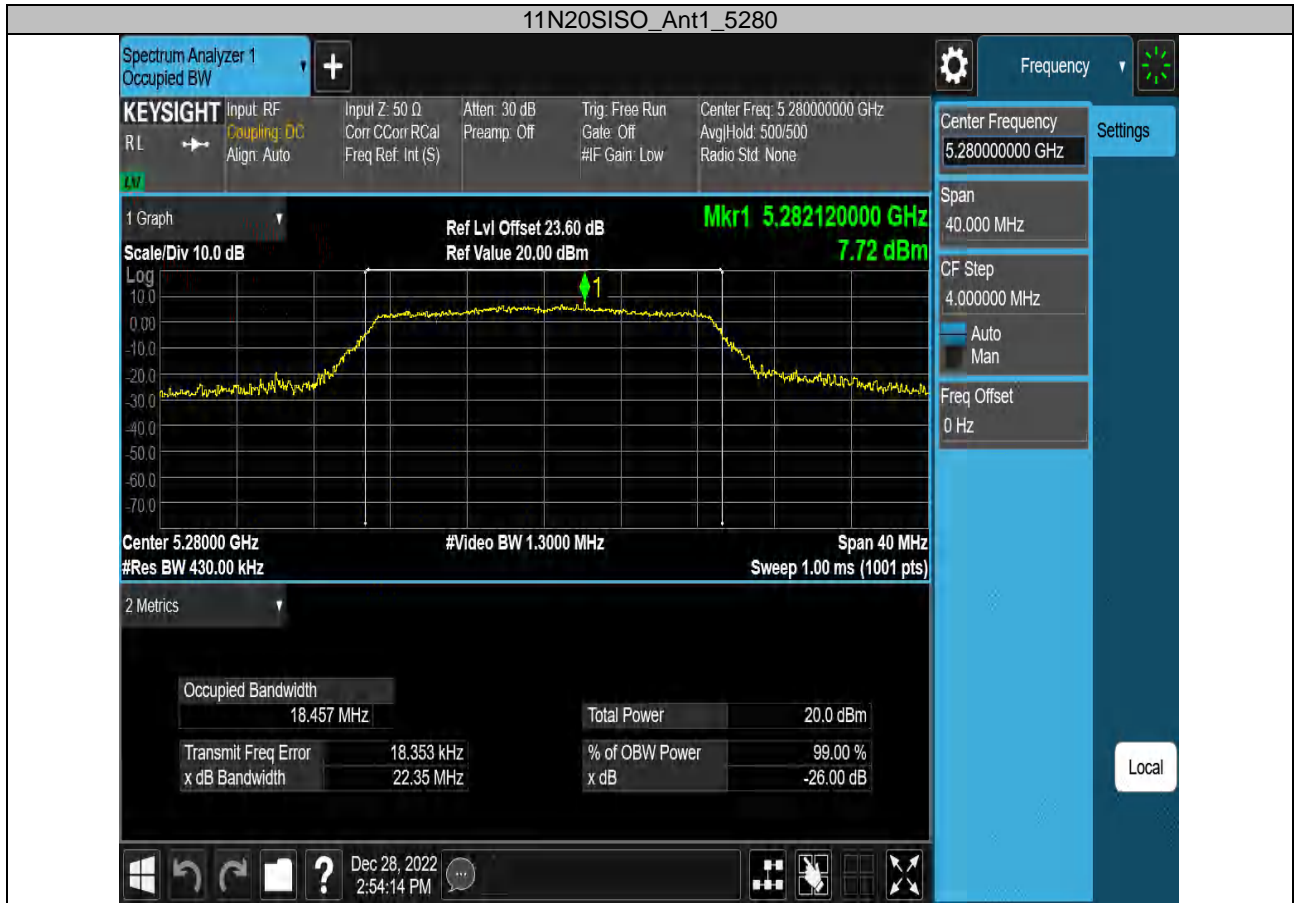 11N20SISO_Ant1_5280
Spectrum Analyzer 1
Occupied BW
Frequency
KEYSIGHT
RL
LW
Input: RF
Coupling: DC
Align: Auto
Input Z: 50 Ω
Corr CCorr RCal
Freq Ref: Int (S)
Atten: 30 dB
Preamp: Off
Trig: Free Run
Gate: Off
#IF Gain: Low
Center Freq: 5.280000000 GHz
Avg|Hold: 500/500
Radio Std: None
1 Graph
Scale/Div 10.0 dB
Ref Lvl Offset 23.60 dB
Ref Value 20.00 dBm
Mkr1 5.282120000 GHz
7.72 dBm
Log
10.0
0.00
-10.0
-20.0
-30.0
-40.0
-50.0
-60.0
-70.0
1
Center 5.28000 GHz
#Res BW 430.00 kHz
#Video BW 1.3000 MHz
Span 40 MHz
Sweep 1.00 ms (1001 pts)
2 Metrics
Occupied Bandwidth
18.457 MHz
Transmit Freq Error 18.353 kHz
x dB Bandwidth 22.35 MHz
Total Power 20.0 dBm
% of OBW Power 99.00 %
x dB -26.00 dB
Center Frequency
5.280000000 GHz
Span
40.000 MHz
CF Step
4.000000 MHz
Auto
Man
Freq Offset
0 Hz
Settings
Local
?
Dec 28, 2022
2:54:14 PM